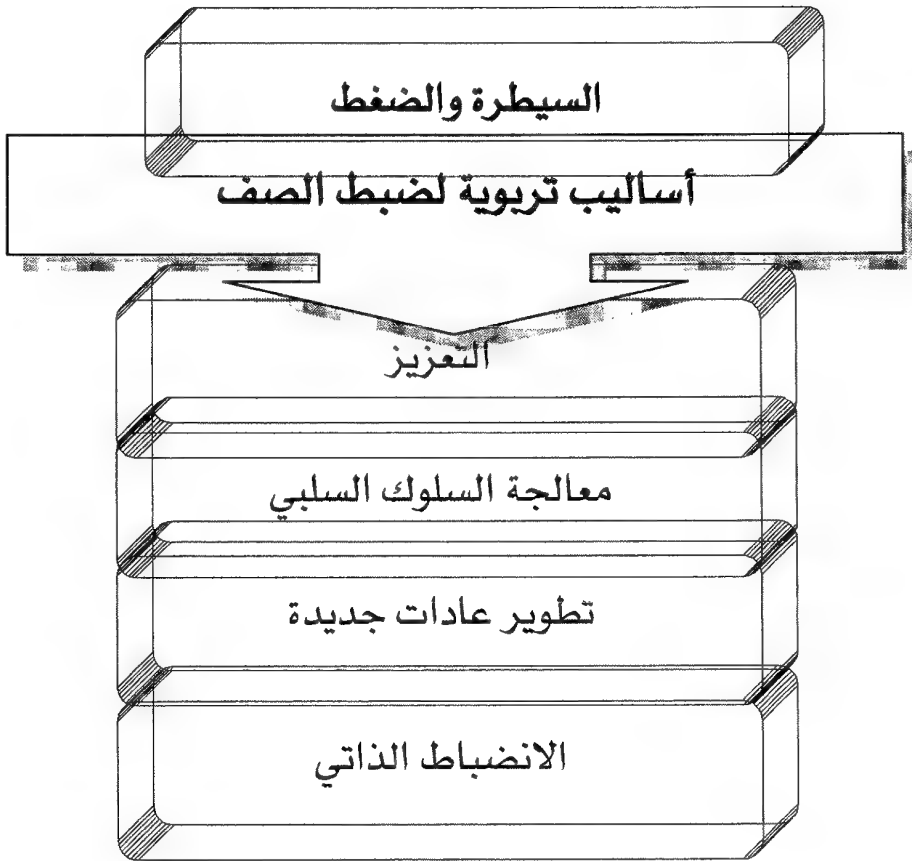 السيطرة والضغط
أساليب تربوية لضبط الصف
التعزيز
معالجة السلوك السلبي
تطوير عادات جديدة
الانضباط الذاتي